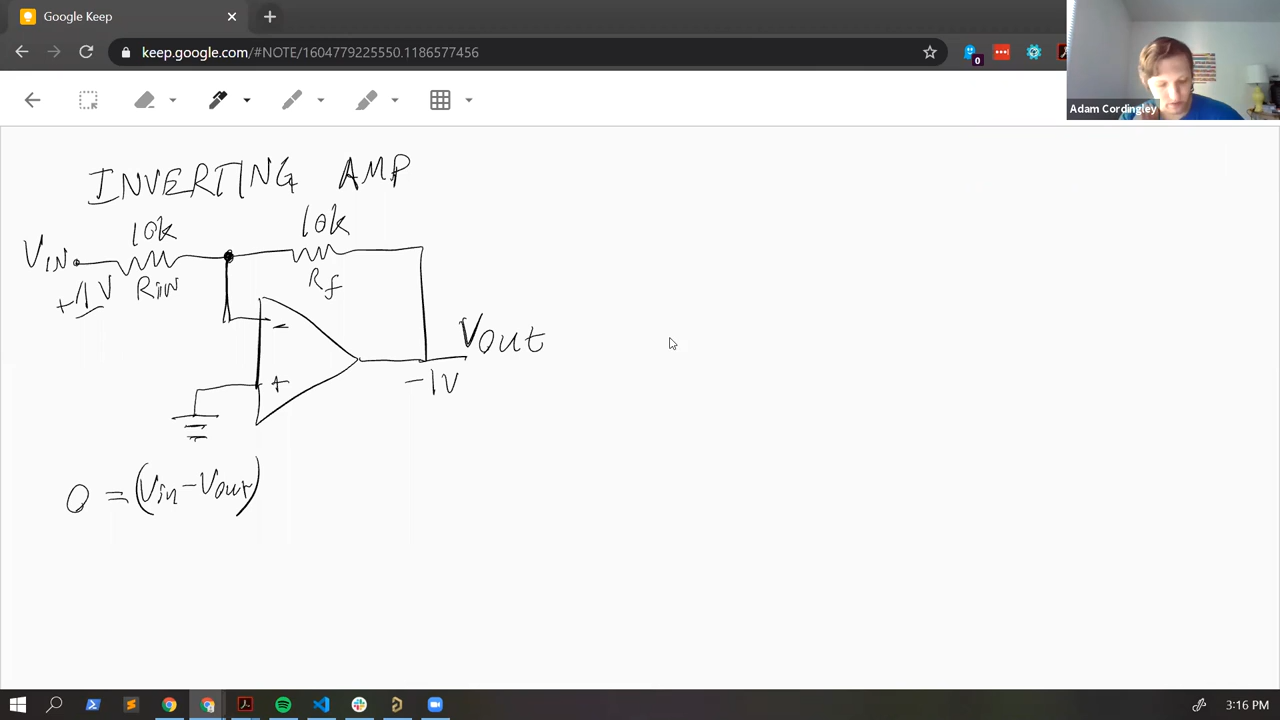 Google Keep
keep.google.com/#NOTE/1604779225550.1186577456
0
Adam Cordingley
INVERTING AMP
10k
10k
VIN
+1V
RIN
Rf
-
+
Vout
-1V
0 = (Vin - Vout)
3:16 PM